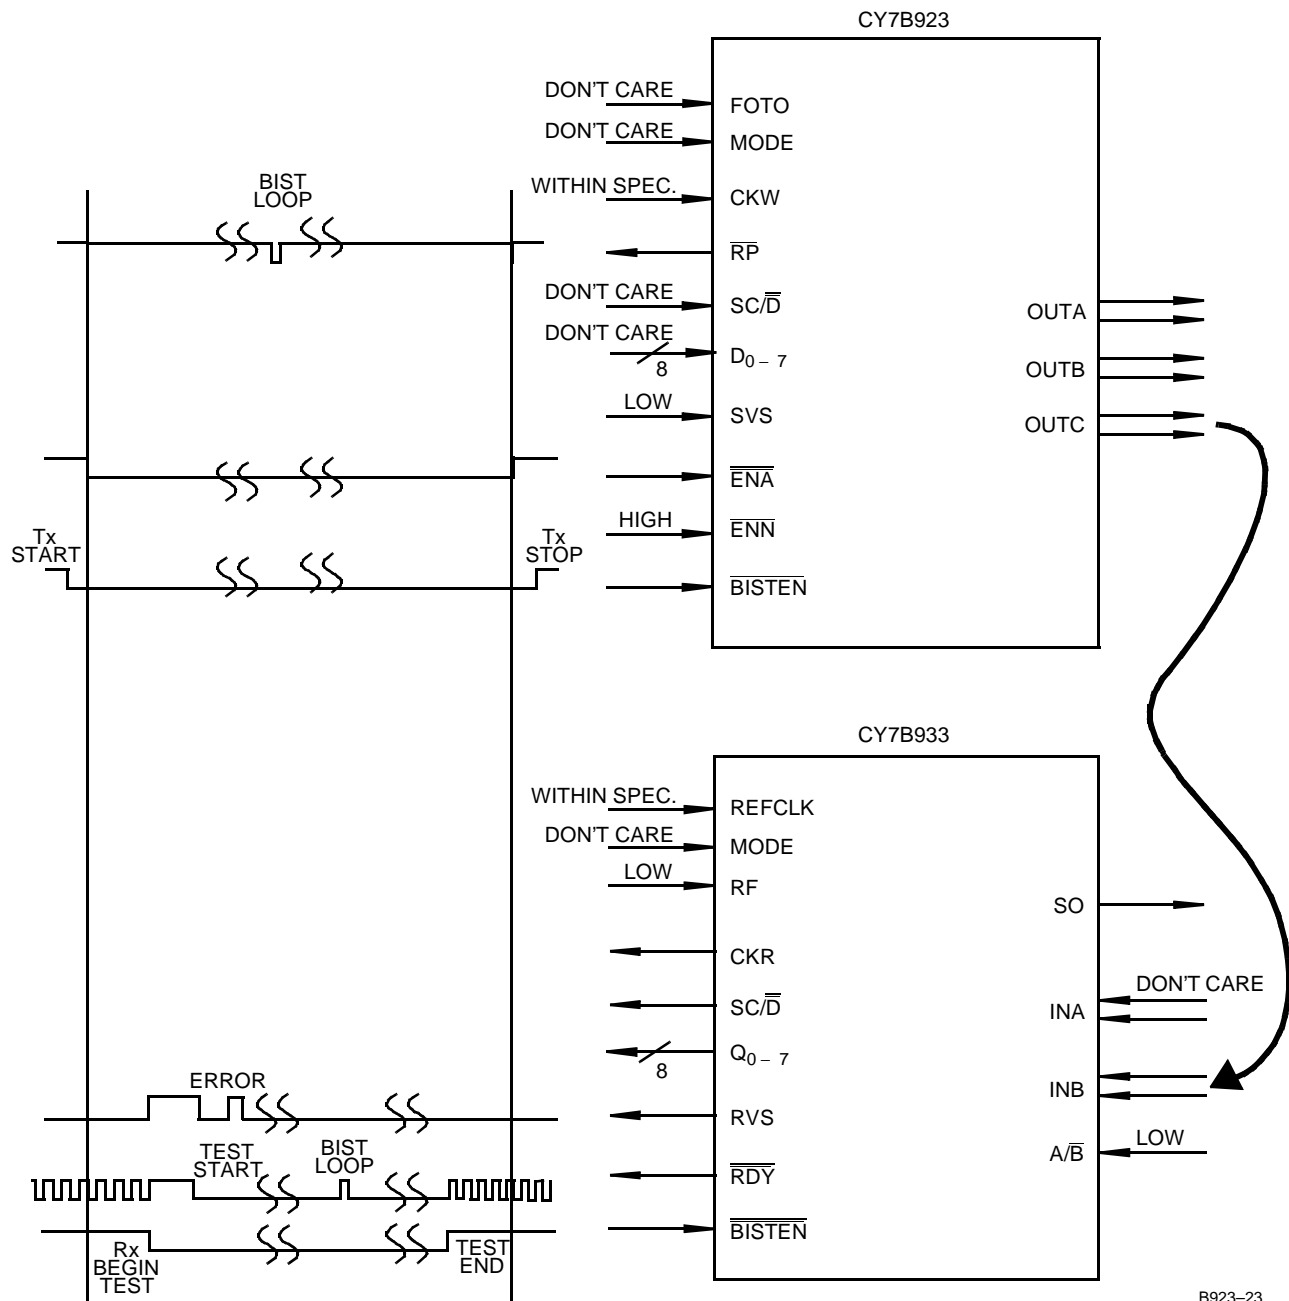 CY7B923
DON'T CARE
FOTO
DON'T CARE
MODE
BIST
LOOP
WITHIN SPEC.
CKW
RP
DON'T CARE
SC/D
OUTA
DON'T CARE
8
D0 – 7
OUTB
LOW
SVS
OUTC
ENA
HIGH
ENN
Tx
START
Tx
STOP
BISTEN
CY7B933
WITHIN SPEC.
REFCLK
DON'T CARE
MODE
LOW
RF
SO
CKR
DON'T CARE
SC/D
INA
8
Q0 – 7
ERROR
INB
RVS
TEST
START
BIST
LOOP
LOW
A/B
RDY
BISTEN
Rx
BEGIN
TEST
TEST
END
B923–23